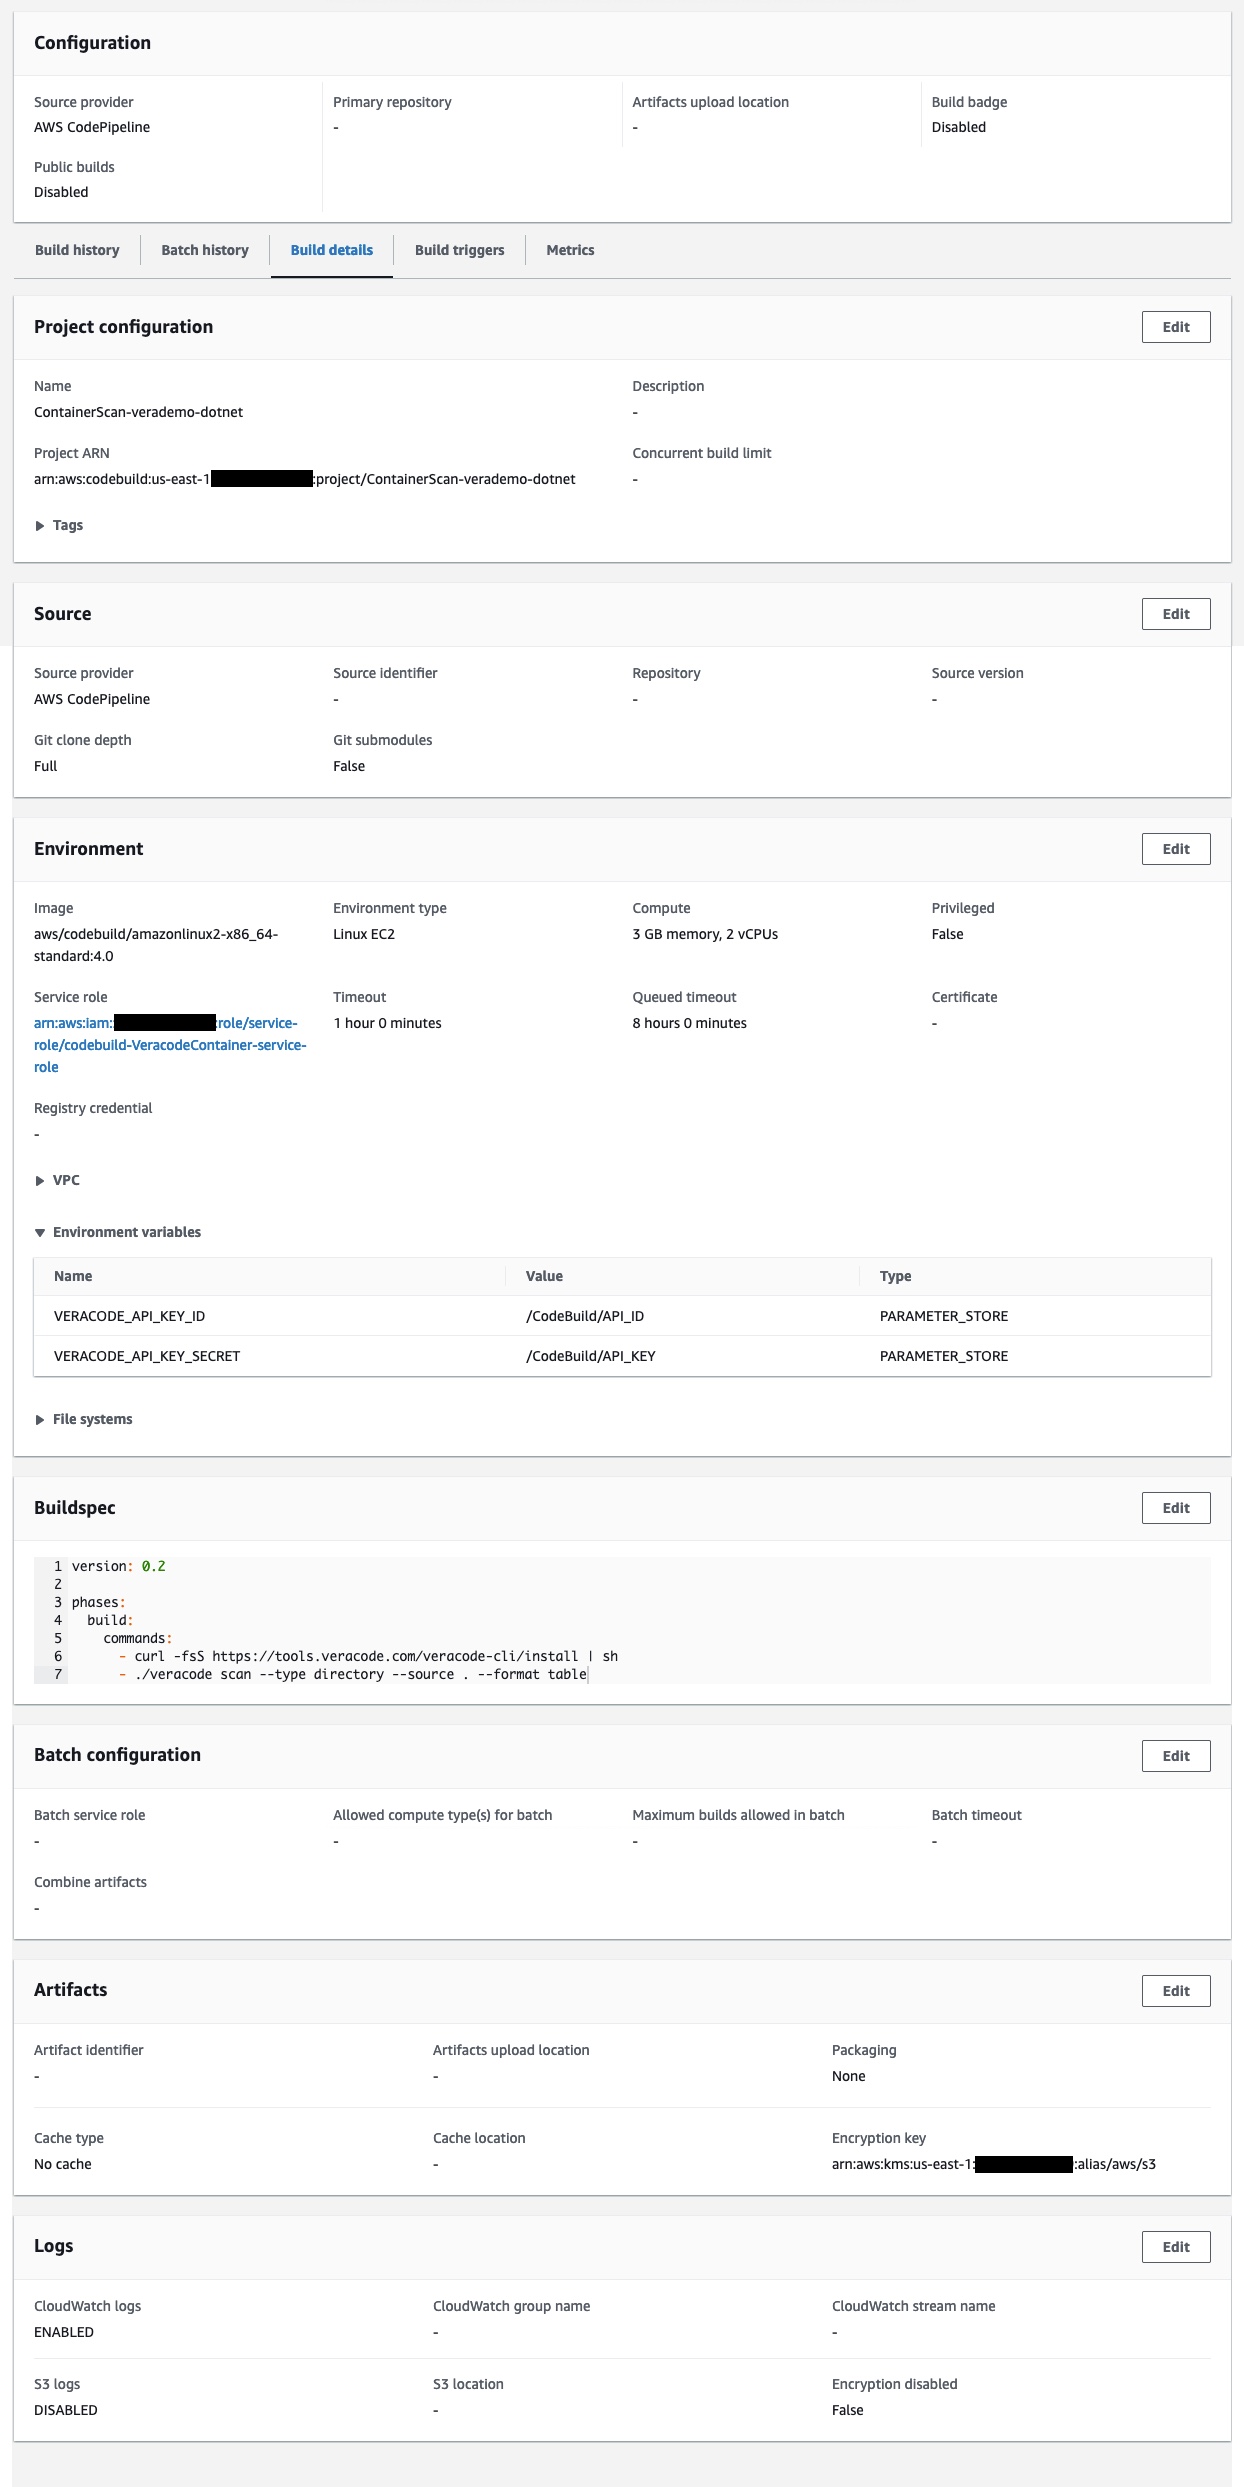 Configuration
Source provider
AWS CodePipeline
Primary repository
-
Artifacts upload location
-
Build badge
Disabled
Public builds
Disabled
Build history
Batch history
Build details
Build triggers
Metrics
Project configuration
Edit
Name
ContainerScan-verademo-dotnet
Description
-
Project ARN
arn:aws:codebuild:us-east-1 :project/ContainerScan-verademo-dotnet
Concurrent build limit
-
Tags
Source
Edit
Source provider
AWS CodePipeline
Source identifier
-
Repository
-
Source version
-
Git clone depth
Full
Git submodules
False
Environment
Edit
Image
aws/codebuild/amazonlinux2-x86_64-
standard:4.0
Environment type
Linux EC2
Compute
3 GB memory, 2 vCPUs
Privileged
False
Service role
arn:aws:iam: :role/service-
role/codebuild-VeracodeContainer-service-
role
Timeout
1 hour 0 minutes
Queued timeout
8 hours 0 minutes
Certificate
-
Registry credential
-
VPC
Environment variables
Name Value Type
VERACODE_API_KEY_ID /CodeBuild/API_ID PARAMETER_STORE
VERACODE_API_KEY_SECRET /CodeBuild/API_KEY PARAMETER_STORE
File systems
Buildspec
Edit
1 version: 0.2
2
3 phases:
4 build:
5 commands:
6 - curl -fsS https://tools.veracode.com/veracode-cli/install | sh
7 - ./veracode scan --type directory --source . --format table
Batch configuration
Edit
Batch service role
-
Allowed compute type(s) for batch
-
Maximum builds allowed in batch
-
Batch timeout
-
Combine artifacts
-
Artifacts
Edit
Artifact identifier
-
Artifacts upload location
-
Packaging
None
Cache type
No cache
Cache location
-
Encryption key
arn:aws:kms:us-east-1: :alias/aws/s3
Logs
Edit
CloudWatch logs
ENABLED
CloudWatch group name
-
CloudWatch stream name
-
S3 logs
DISABLED
S3 location
-
Encryption disabled
False